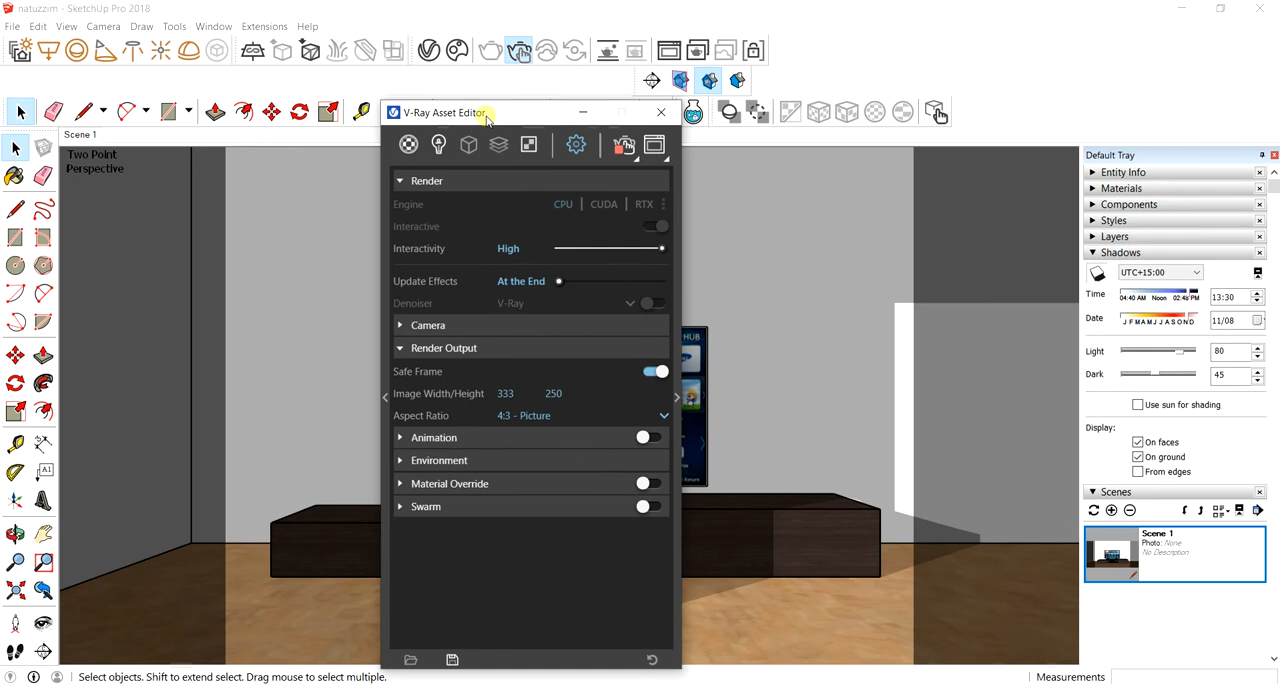 natuzzim - SketchUp Pro 2018
File Edit View Camera Draw Tools Window Extensions Help
Scene 1
Two Point
Perspective
V-Ray Asset Editor
Render
Engine CPU CUDA RTX
Interactive
Interactivity High
Update Effects At the End
Denoiser V-Ray
Camera
Render Output
Safe Frame
Image Width/Height 333 250
Aspect Ratio 4:3 - Picture
Animation
Environment
Material Override
Swarm
HUB
Return
A1
Default Tray
Entity Info
Materials
Components
Styles
Layers
Shadows
UTC+15:00
Time 04:40 AM Noon 02:48 PM 13:30
Date J F M A M J J A S O N D 11/08
Light 80
Dark 45
Use sun for shading
Display:
On faces
On ground
From edges
Scenes
Scene 1
Photo: None
No Description
Select objects. Shift to extend select. Drag mouse to select multiple.
Measurements